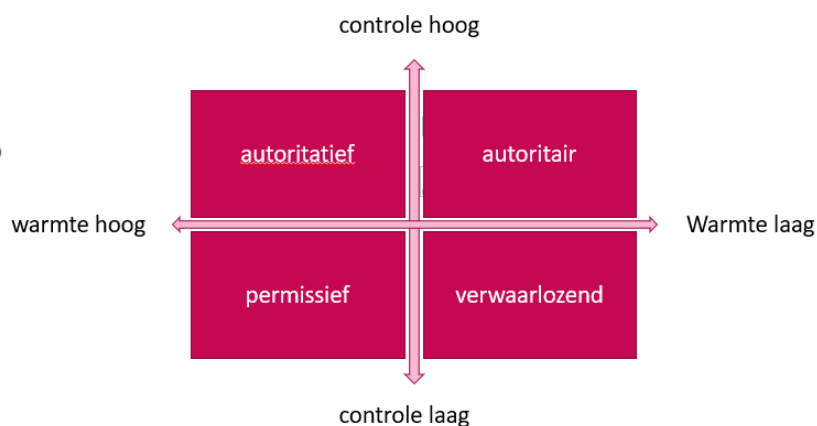 controle hoog
autoritatief
autoritair
warmte hoog
Warmte laag
permissief
verwaarlozend
controle laag